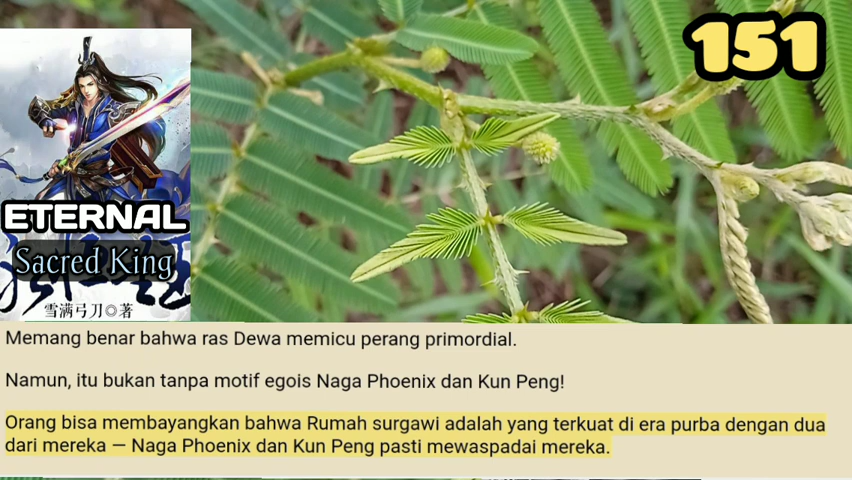 151
ETERNAL
Sacred King
雪满弓刀◎著
Memang benar bahwa ras Dewa memicu perang primordial.
Namun, itu bukan tanpa motif egois Naga Phoenix dan Kun Peng!
Orang bisa membayangkan bahwa Rumah surgawi adalah yang terkuat di era purba dengan dua
dari mereka — Naga Phoenix dan Kun Peng pasti mewaspadai mereka.